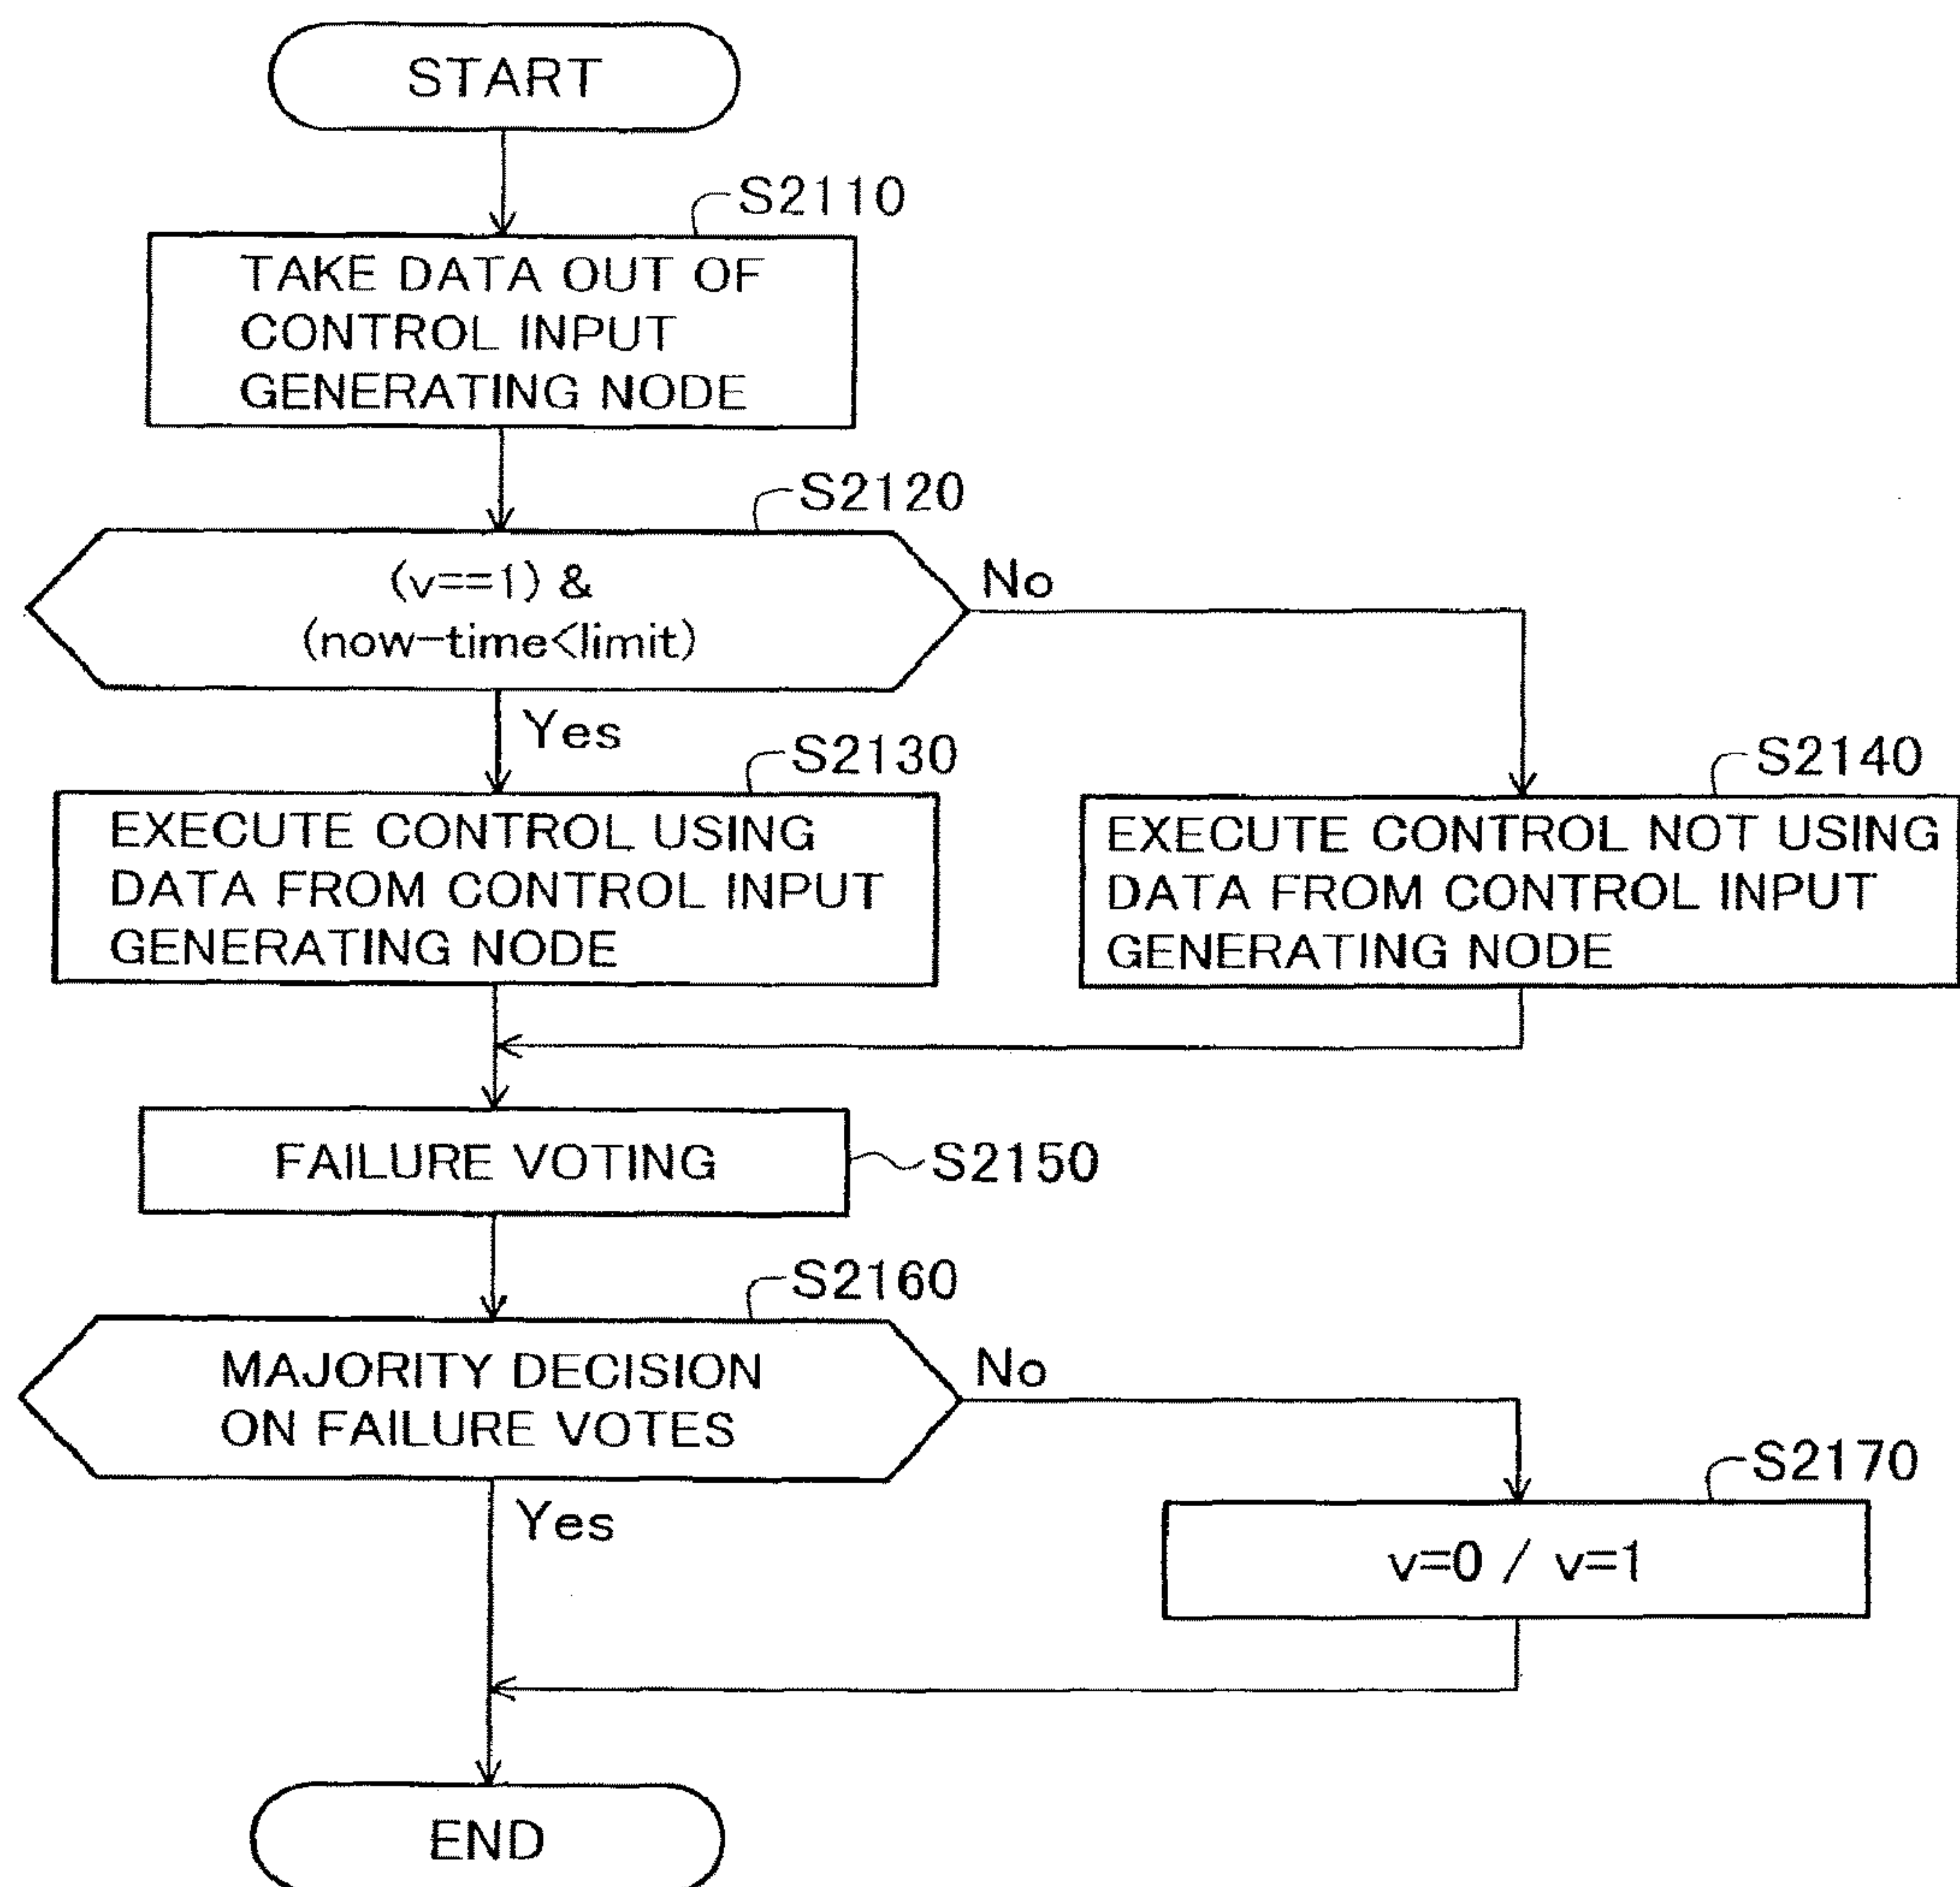 START
S2110
TAKE DATA OUT OF
CONTROL INPUT
GENERATING NODE
S2120
(v==1) &
(now-time<limit)
No
Yes
S2130
EXECUTE CONTROL USING
DATA FROM CONTROL INPUT
GENERATING NODE
S2140
EXECUTE CONTROL NOT USING
DATA FROM CONTROL INPUT
GENERATING NODE
FAILURE VOTING
S2150
S2160
MAJORITY DECISION
ON FAILURE VOTES
No
Yes
S2170
v=0 / v=1
END